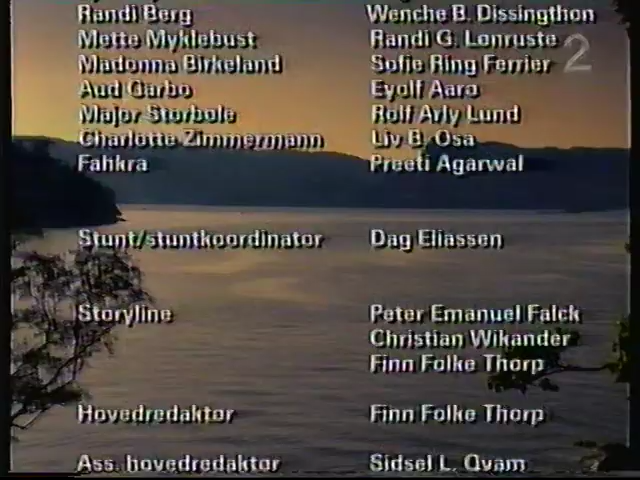 Randi Berg Wenche B. Dissingthon
Mette Myklebust Randi G. Lønruste
Madonna Birkeland Sofie Ring Ferrier
Aud Garbo Eyolf Aaro
Major Storbøle Rolf Arly Lund
Charlotte Zimmermann Liv B. Osa
Fahkra Preeti Agarwal
Stunt/stuntkoordinator Dag Eliassen
Storyline Peter Emanuel Falck
Christian Wikander
Finn Folke Thorp
Hovedredaktør Finn Folke Thorp
Ass. hovedredaktør Sidsel L. Qvam
2